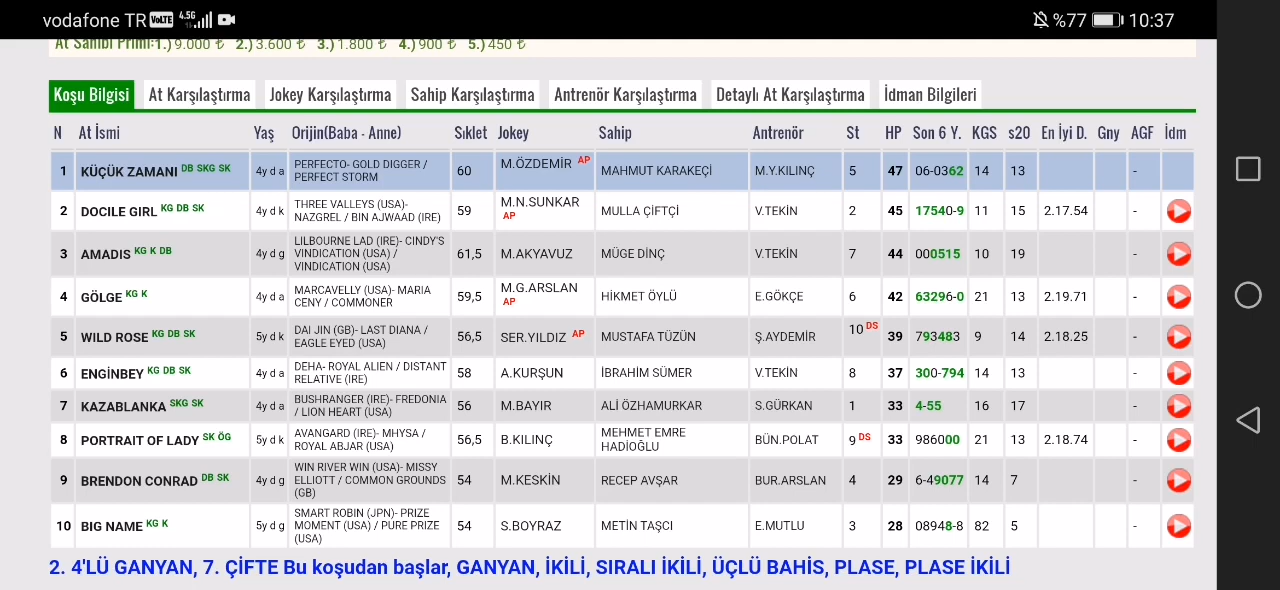 vodafone TR VoLTE 4.5G %77 10:37
At Sahibi Primi:1.) 9.000 ₺ 2.) 3.600 ₺ 3.) 1.800 ₺ 4.) 900 ₺ 5.) 450 ₺
Koşu Bilgisi At Karşılaştırma Jokey Karşılaştırma Sahip Karşılaştırma Antrenör Karşılaştırma Detaylı At Karşılaştırma İdman Bilgileri
N At İsmi Yaş Orijin(Baba - Anne) Sıklet Jokey Sahip Antrenör St HP Son 6 Y. KGS s20 En İyi D. Gny AGF İdm
1 KÜÇÜK ZAMANI DB SKG SK 4y d a PERFECTO- GOLD DIGGER / PERFECT STORM 60 M.ÖZDEMİR AP MAHMUT KARAKEÇİ M.Y.KILINÇ 5 47 06-0362 14 13 -
2 DOCILE GIRL KG DB SK 4y d k THREE VALLEYS (USA)- NAZGREL / BIN AJWAAD (IRE) 59 M.N.SUNKAR AP MULLA ÇİFTÇİ V.TEKİN 2 45 17540-9 11 15 2.17.54 -
3 AMADIS KG K DB 4y d g LILBOURNE LAD (IRE)- CINDY'S VINDICATION (USA) / VINDICATION (USA) 61,5 M.AKYAVUZ MÜGE DİNÇ V.TEKİN 7 44 000515 10 19 -
4 GÖLGE KG K 4y d a MARCAVELLY (USA)- MARIA CENY / COMMONER 59,5 M.G.ARSLAN AP HİKMET ÖYLÜ E.GÖKÇE 6 42 63296-0 21 13 2.19.71 -
5 WILD ROSE KG DB SK 5y d k DAI JIN (GB)- LAST DIANA / EAGLE EYED (USA) 56,5 SER.YILDIZ AP MUSTAFA TÜZÜN Ş.AYDEMİR 10 DS 39 793483 9 14 2.18.25 -
6 ENGİNBEY KG DB SK 4y d a DEHA- ROYAL ALIEN / DISTANT RELATIVE (IRE) 58 A.KURŞUN İBRAHİM SÜMER V.TEKİN 8 37 300-794 14 13 -
7 KAZABLANKA SKG SK 4y d a BUSHRANGER (IRE)- FREDONIA / LION HEART (USA) 56 M.BAYIR ALİ ÖZHAMURKAR S.GÜRKAN 1 33 4-55 16 17 -
8 PORTRAIT OF LADY SK ÖG 5y d k AVANGARD (IRE)- MHYSA / ROYAL ABJAR (USA) 56,5 B.KILINÇ MEHMET EMRE HADİOĞLU BÜN.POLAT 9 DS 33 986000 21 13 2.18.74 -
9 BRENDON CONRAD DB SK 4y d g WIN RIVER WIN (USA)- MISSY ELLIOTT / COMMON GROUNDS (GB) 54 M.KESKİN RECEP AVŞAR BUR.ARSLAN 4 29 6-49077 14 7 -
10 BIG NAME KG K 5y d g SMART ROBIN (JPN)- PRIZE MOMENT (USA) / PURE PRIZE (USA) 54 S.BOYRAZ METİN TAŞCI E.MUTLU 3 28 08948-8 82 5 -
2. 4'LÜ GANYAN, 7. ÇİFTE Bu koşudan başlar, GANYAN, İKİLİ, SIRALI İKİLİ, ÜÇLÜ BAHİS, PLASE, PLASE İKİLİ